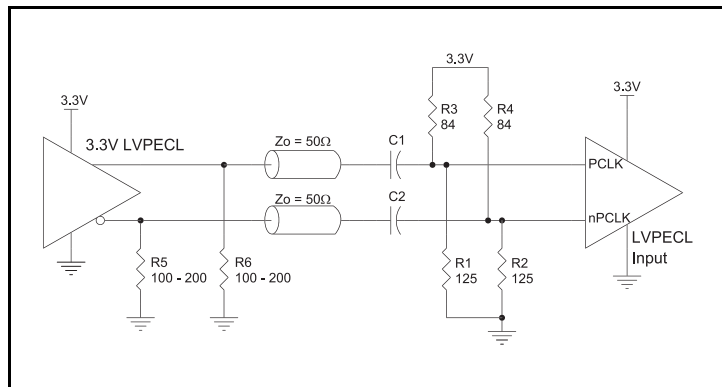 3.3V
3.3V LVPECL
Zo = 50Ω
C1
3.3V
R3
84
R4
84
3.3V
PCLK
Zo = 50Ω
C2
nPCLK
R5
100 - 200
R6
100 - 200
R1
125
R2
125
LVPECL
Input